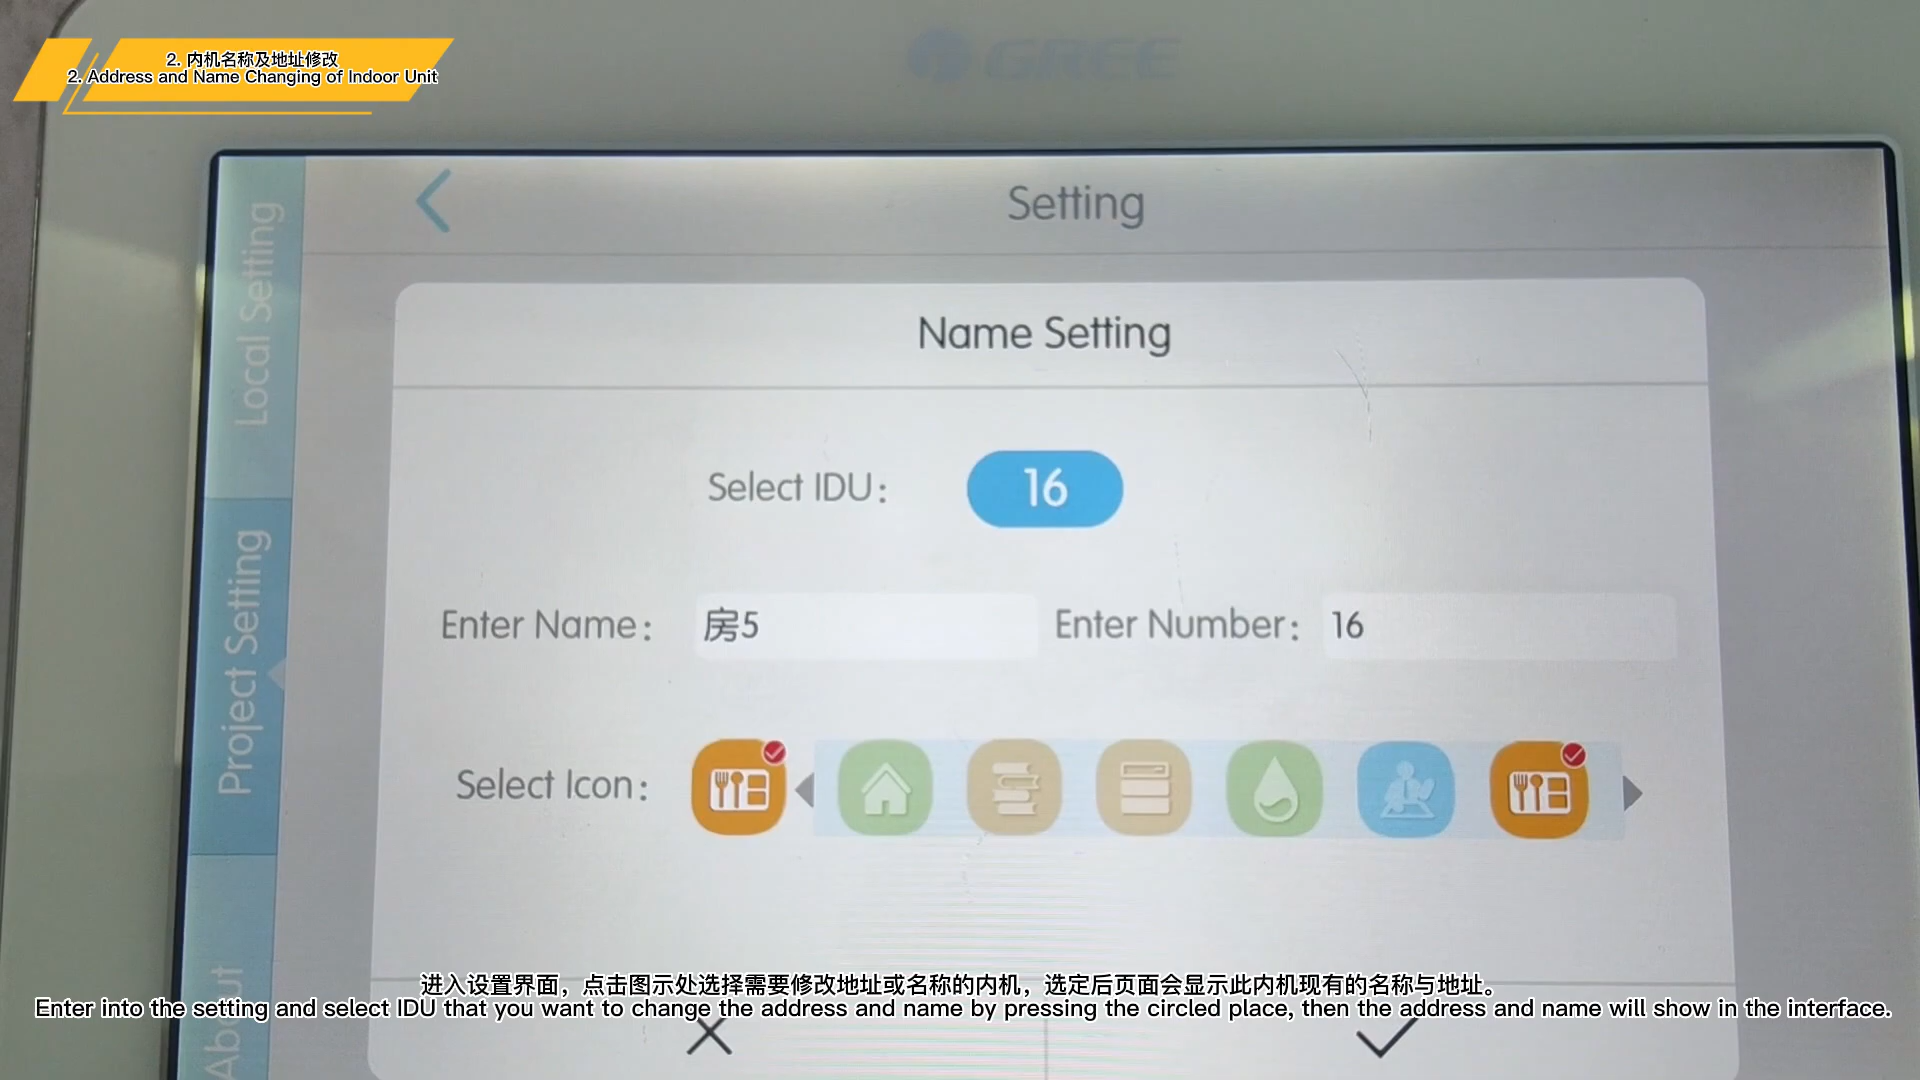 2. 内机名称及地址修改
2. Address and Name Changing of Indoor Unit
GREE
Setting
Local Setting
Project Setting
About
Name Setting
Select IDU:
16
Enter Name:
房5
Enter Number:
16
Select Icon:
进入设置界面，点击图示处选择需要修改地址或名称的内机，选定后页面会显示此内机现有的名称与地址。
Enter into the setting and select IDU that you want to change the address and name by pressing the circled place, then the address and name will show in the interface.